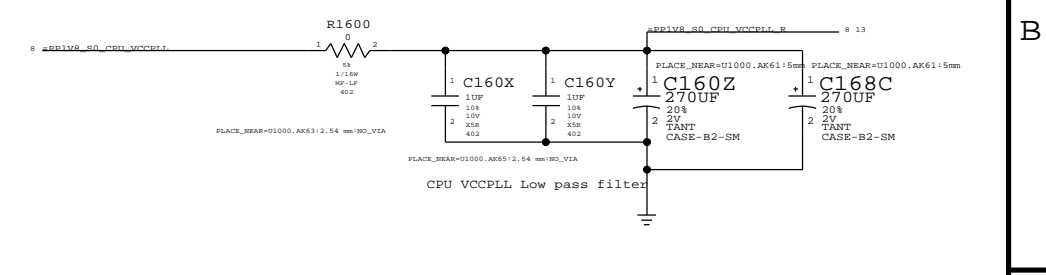 R1600
0
8 =PP1V8_S0_CPU_VCCPLL
1 2
5%
1/16W
MF-LF
402
=PP1V8_S0_CPU_VCCPLL_R 8 13
B
PLACE_NEAR=U1000.AK61:5mm PLACE_NEAR=U1000.AK61:5mm
1 C160X
1UF
10%
10V
2 X5R
402
1 C160Y
1UF
10%
10V
2 X5R
402
+ 1 C160Z
270UF
20%
2 2V
TANT
CASE-B2-SM
+ 1 C168C
270UF
20%
2 2V
TANT
CASE-B2-SM
PLACE_NEAR=U1000.AK63:2.54 mm:NO_VIA
PLACE_NEAR=U1000.AK65:2.54 mm:NO_VIA
CPU VCCPLL Low pass filter